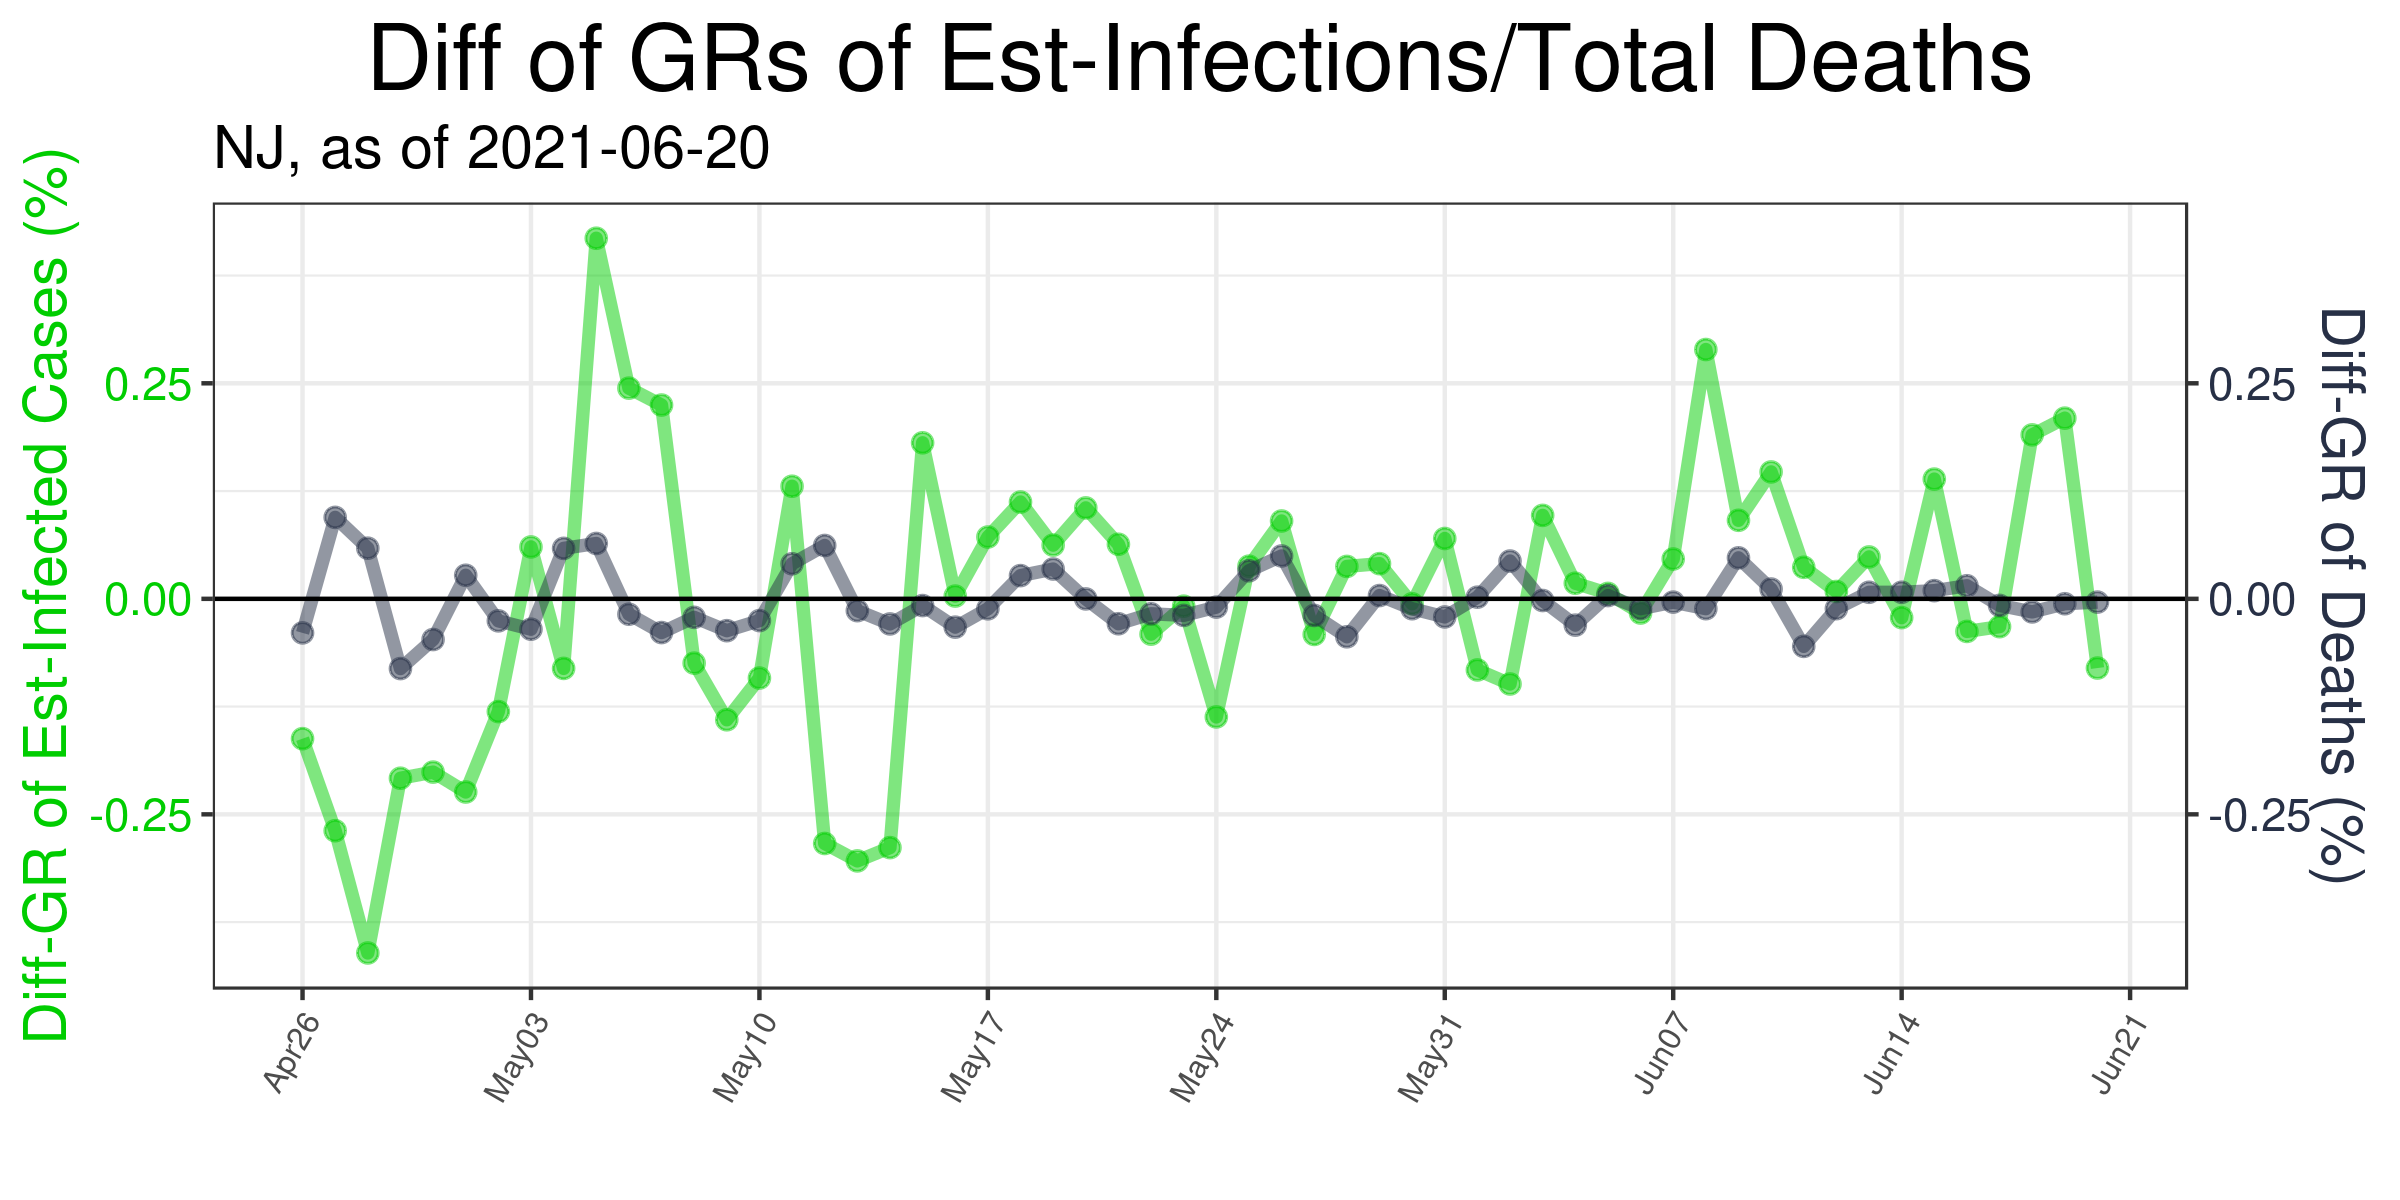 Diff of GRs of Est-Infections/Total Deaths
NJ, as of 2021-06-20
Diff-GR of Est-Infected Cases (%)
0.25
0.00
-0.25
0.25
0.00
-0.25
Diff-GR of Deaths (%)
Apr26
May03
May10
May17
May24
May31
Jun07
Jun14
Jun21